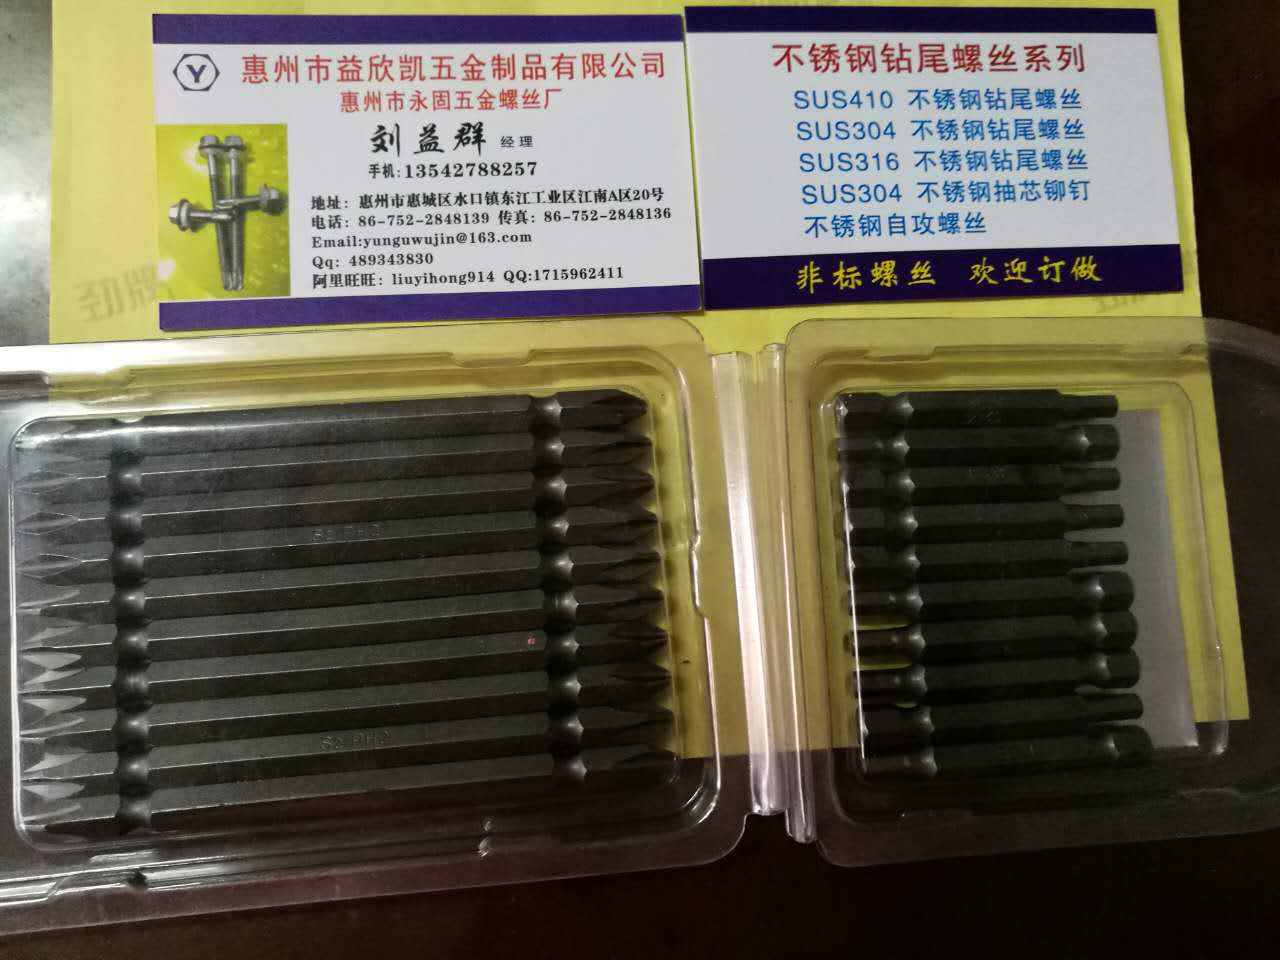 Y
惠州市益欣凯五金制品有限公司
惠州市永固五金螺丝厂
刘益群 经理
手机:13542788257
地址：惠州市惠城区水口镇东江工业区江南A区20号
电话：86-752-2848139 传真：86-752-2848136
Email:yunguwujin@163.com
Qq: 489343830
阿里旺旺：liuyihong914 QQ:1715962411
不锈钢钻尾螺丝系列
SUS410 不锈钢钻尾螺丝
SUS304 不锈钢钻尾螺丝
SUS316 不锈钢钻尾螺丝
SUS304 不锈钢抽芯铆钉
不锈钢自攻螺丝
非标螺丝 欢迎订做
劲牌
S2 PH2
S2 PH2